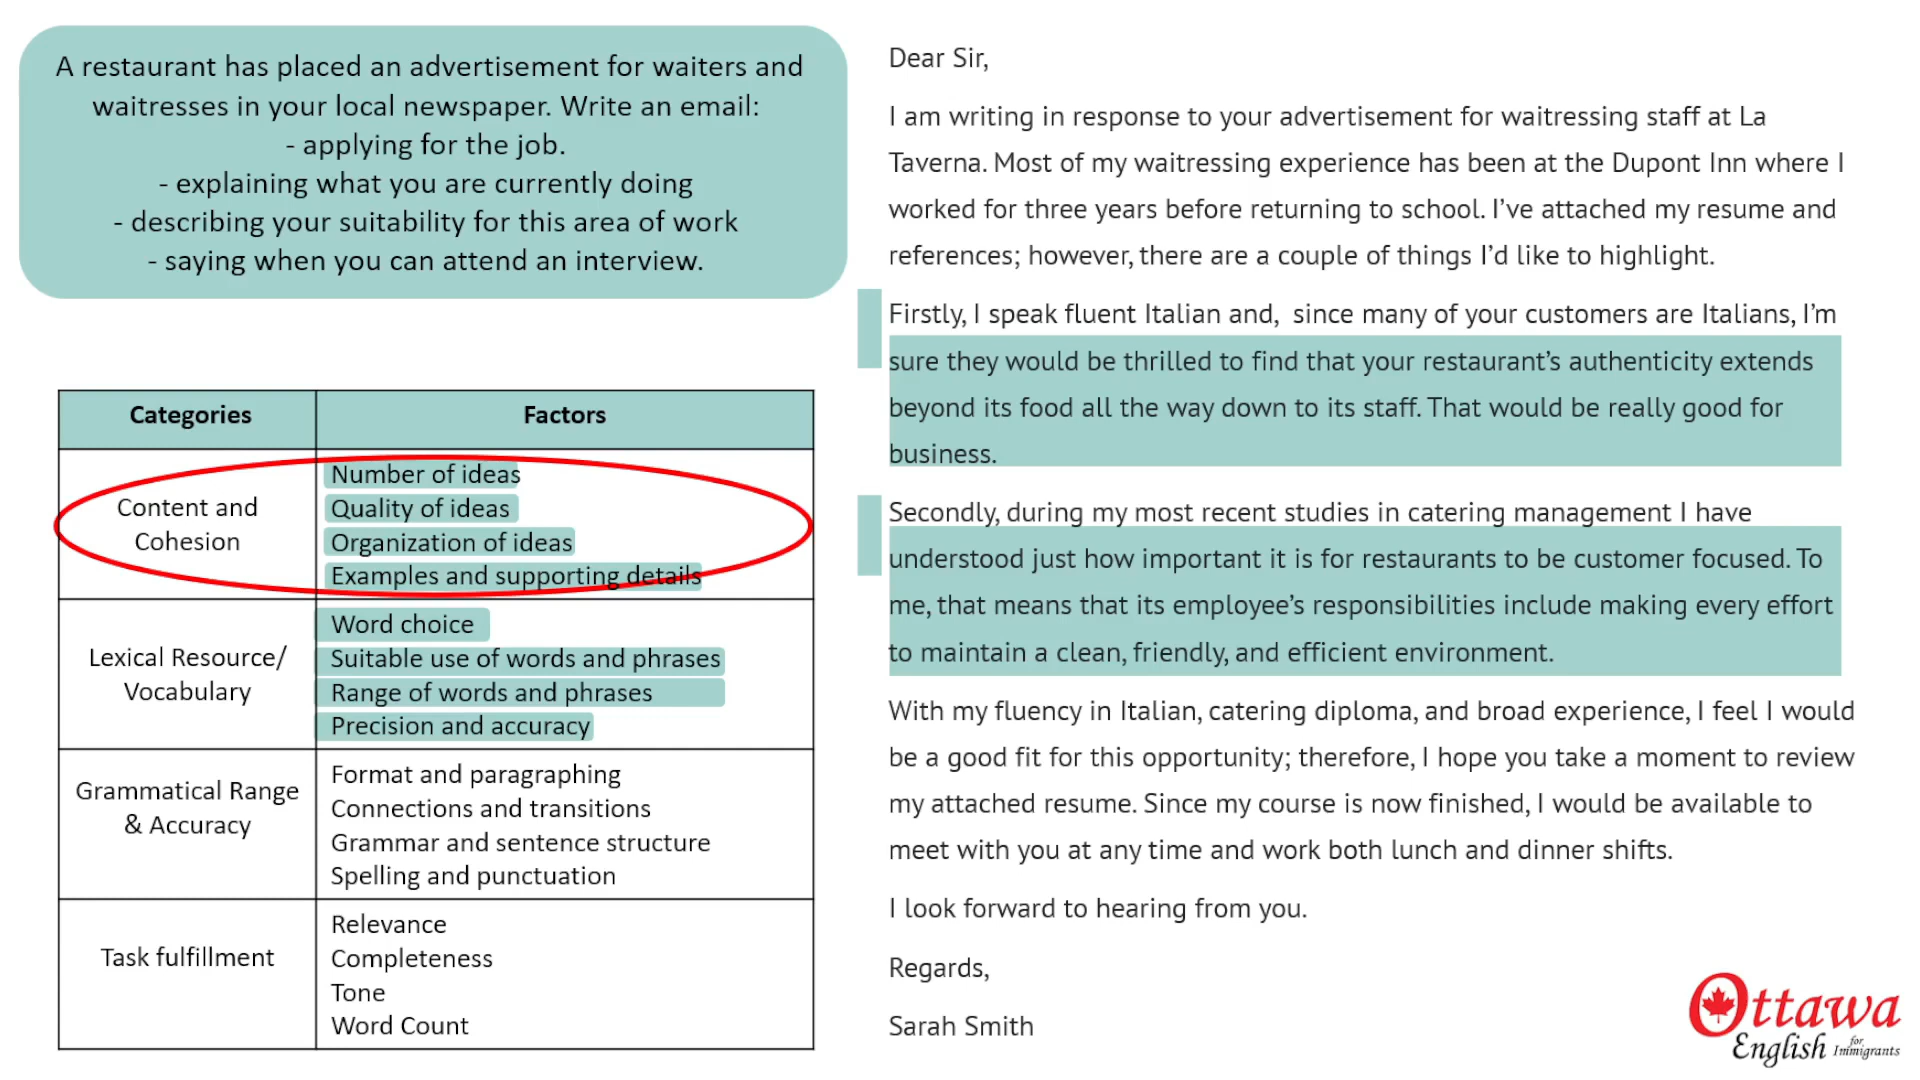 A restaurant has placed an advertisement for waiters and
waitresses in your local newspaper. Write an email:
- applying for the job.
- explaining what you are currently doing
- describing your suitability for this area of work
- saying when you can attend an interview.
Categories
Factors
Content and
Cohesion
Number of ideas
Quality of ideas
Organization of ideas
Examples and supporting details
Lexical Resource/
Vocabulary
Word choice
Suitable use of words and phrases
Range of words and phrases
Precision and accuracy
Grammatical Range
& Accuracy
Format and paragraphing
Connections and transitions
Grammar and sentence structure
Spelling and punctuation
Task fulfillment
Relevance
Completeness
Tone
Word Count
Dear Sir,
I am writing in response to your advertisement for waitressing staff at La
Taverna. Most of my waitressing experience has been at the Dupont Inn where I
worked for three years before returning to school. I’ve attached my resume and
references; however, there are a couple of things I’d like to highlight.
Firstly, I speak fluent Italian and,  since many of your customers are Italians, I’m
sure they would be thrilled to find that your restaurant’s authenticity extends
beyond its food all the way down to its staff. That would be really good for
business.
Secondly, during my most recent studies in catering management I have
understood just how important it is for restaurants to be customer focused. To
me, that means that its employee’s responsibilities include making every effort
to maintain a clean, friendly, and efficient environment.
With my fluency in Italian, catering diploma, and broad experience, I feel I would
be a good fit for this opportunity; therefore, I hope you take a moment to review
my attached resume. Since my course is now finished, I would be available to
meet with you at any time and work both lunch and dinner shifts.
I look forward to hearing from you.
Regards,
Sarah Smith
Ottawa
English for Immigrants